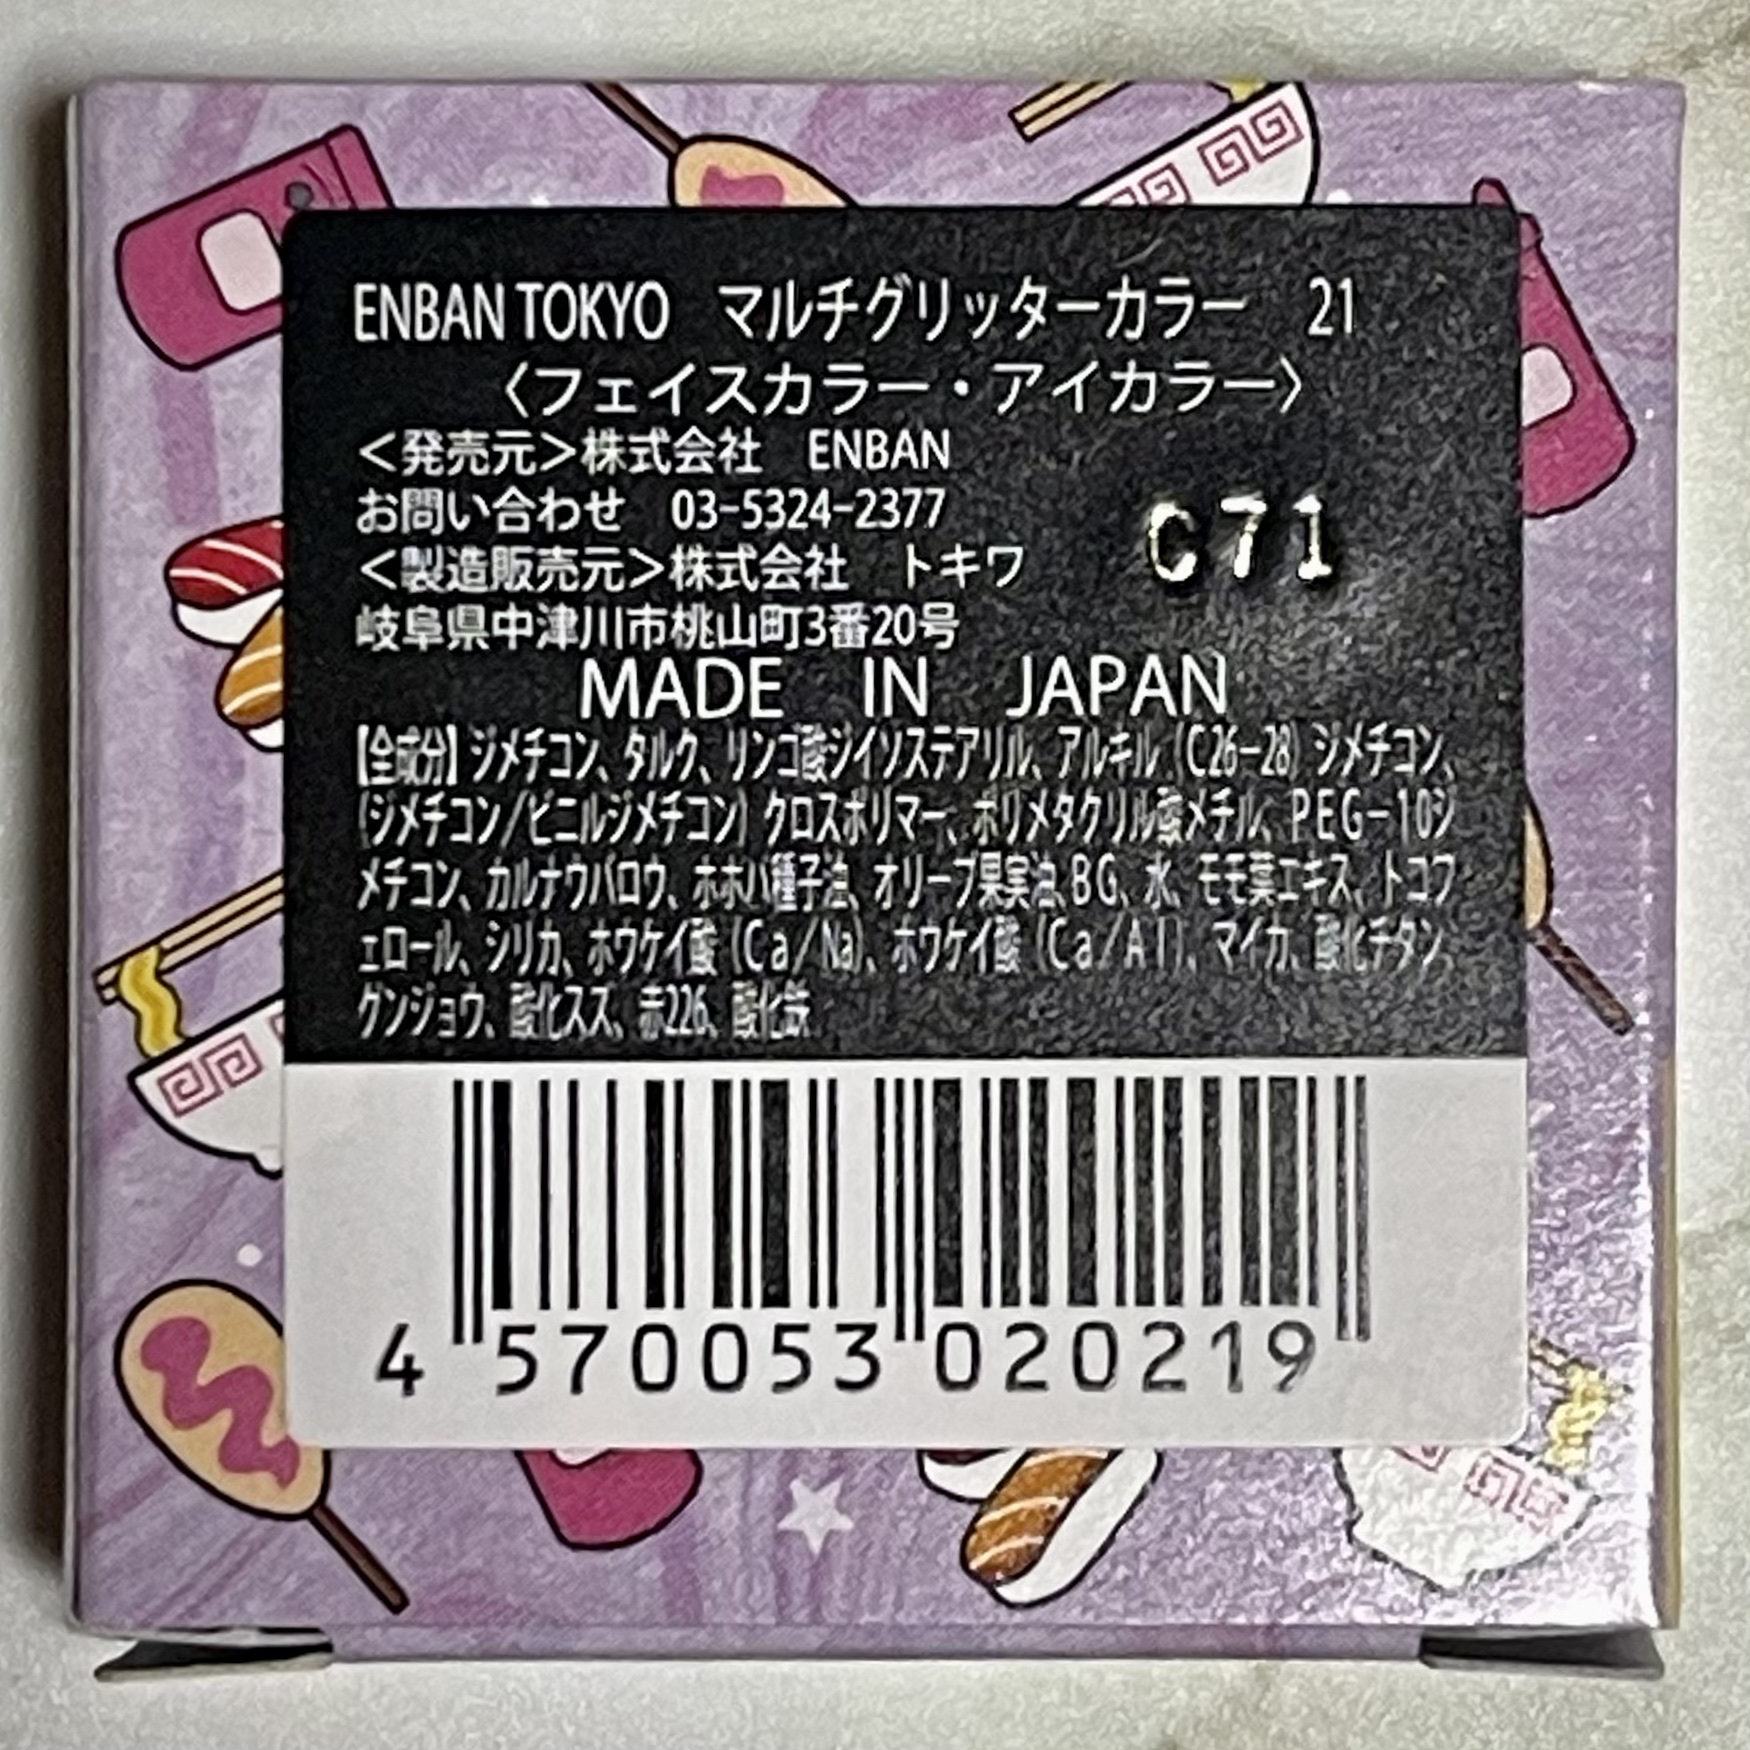 ENBAN TOKYO　マルチグリッターカラー　21
〈フェイスカラー・アイカラー〉
＜発売元＞株式会社　ENBAN
お問い合わせ　03-5324-2377
C71
＜製造販売元＞株式会社　トキワ
岐阜県中津川市桃山町3番20号
MADE　IN　JAPAN
【全成分】ジメチコン、タルク、リンゴ酸ジイソステアリル、アルキル（C26-28）ジメチコン、
（ジメチコン/ビニルジメチコン）クロスポリマー、ポリメタクリル酸メチル、PEG-10ジ
メチコン、カルナウバロウ、ホホバ種子油、オリーブ果実油、BG、水、モモ葉エキス、トコフ
ェロール、シリカ、ホウケイ酸（Ca/Na）、ホウケイ酸（Ca/Al）、マイカ、酸化チタン、
グンジョウ、酸化スズ、赤226、酸化鉄
4 570053 020219